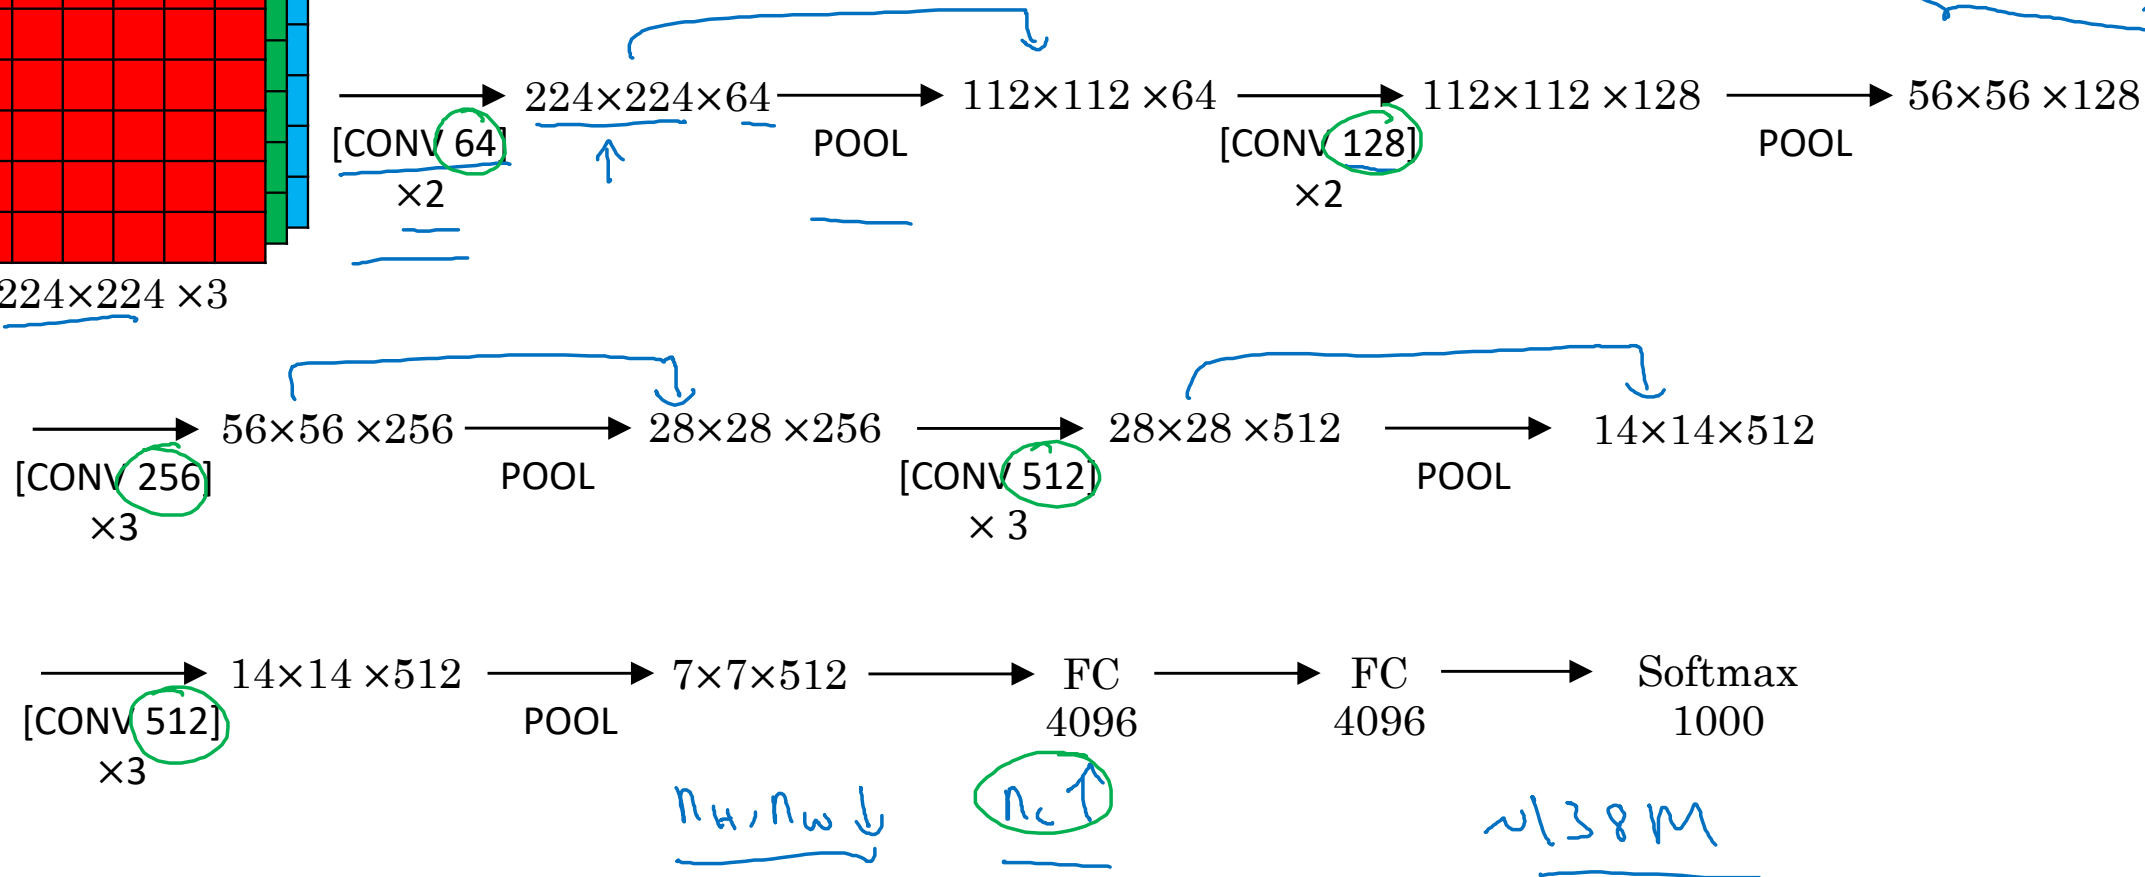 224×224×64 112×112 ×64 112×112 ×128 56×56 ×128
[CONV 64] POOL [CONV 128] POOL
×2 ×2
224×224 ×3
56×56 ×256 28×28 ×256 28×28 ×512 14×14×512
[CONV 256] POOL [CONV 512] POOL
×3 × 3
14×14 ×512 7×7×512 FC FC Softmax
[CONV 512] POOL 4096 4096 1000
×3
n_H, n_W ↓ n_C ↑ ~138M